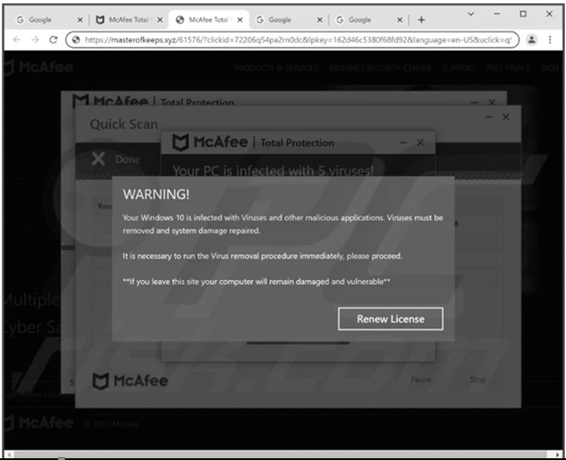 Google
McAfee Total
McAfee Total
Google
Google
https://masterofkeeps.xyz/61576/?clickid=72206q54pa2rn0dc&lpkey=162d46c5380f68fd92&language=en-US&uclick=q
McAfee
PRODUCTS & SERVICES INTERNET SECURITY CENTER SUPPORT FREE TRIALS SIGN
McAfee | Total Protection
Quick Scan
McAfee | Total Protection
Done
Your PC is infected with 5 viruses!
WARNING!
Your Windows 10 is infected with Viruses and other malicious applications. Viruses must be
removed and system damage repaired.
It is necessary to run the Virus removal procedure immediately, please proceed.
**If you leave this site your computer will remain damaged and vulnerable**
Renew License
Multiple
Cyber Sa
McAfee
Pause
Stop
McAfee
PC
risk.com